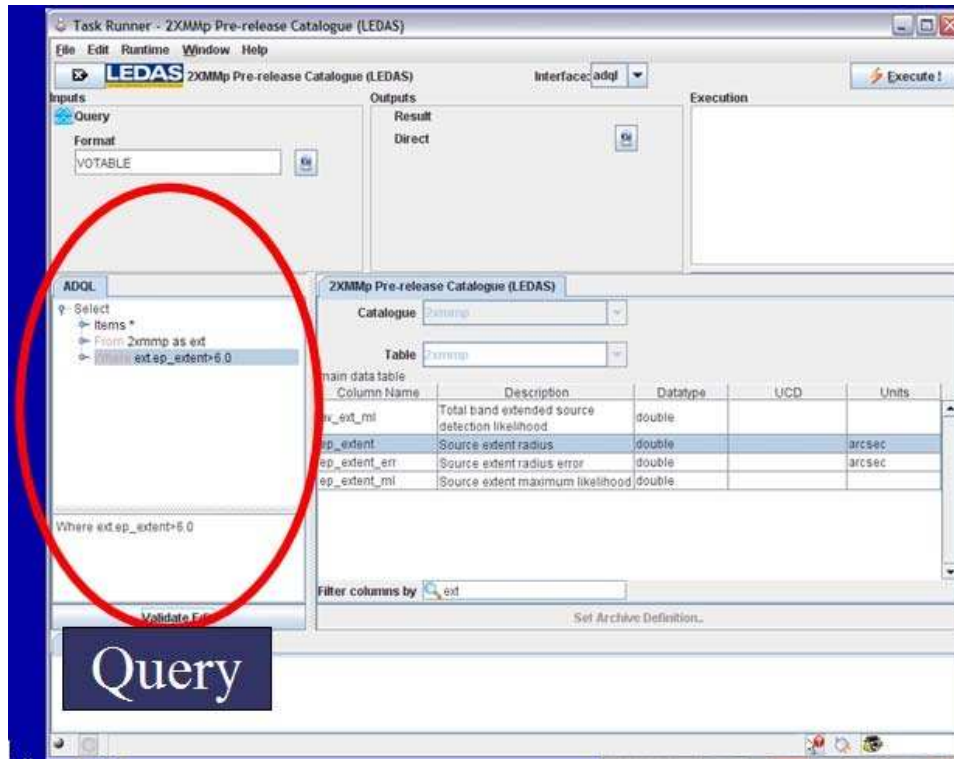 Task Runner - 2XMMp Pre-release Catalogue (LEDAS)
File Edit Runtime Window Help
LEDAS 2XMMp Pre-release Catalogue (LEDAS) Interface: adql Execute !
Inputs Outputs Execution
Query Result
Format Direct
VOTABLE
ADQL 2XMMp Pre-release Catalogue (LEDAS)
Select
Items *
From 2xmmp as ext
Where ext.ep_extent>6.0
Catalogue 2xmmp
Table 2xmmp
main data table
Column Name Description Datatype UCD Units
av_ext_ml Total band extended source detection likelihood double
ep_extent Source extent radius double arcsec
ep_extent_err Source extent radius error double arcsec
ep_extent_ml Source extent maximum likelihood double
Where ext.ep_extent>6.0
Filter columns by ext
Validate Edit Set Archive Definition..
Query